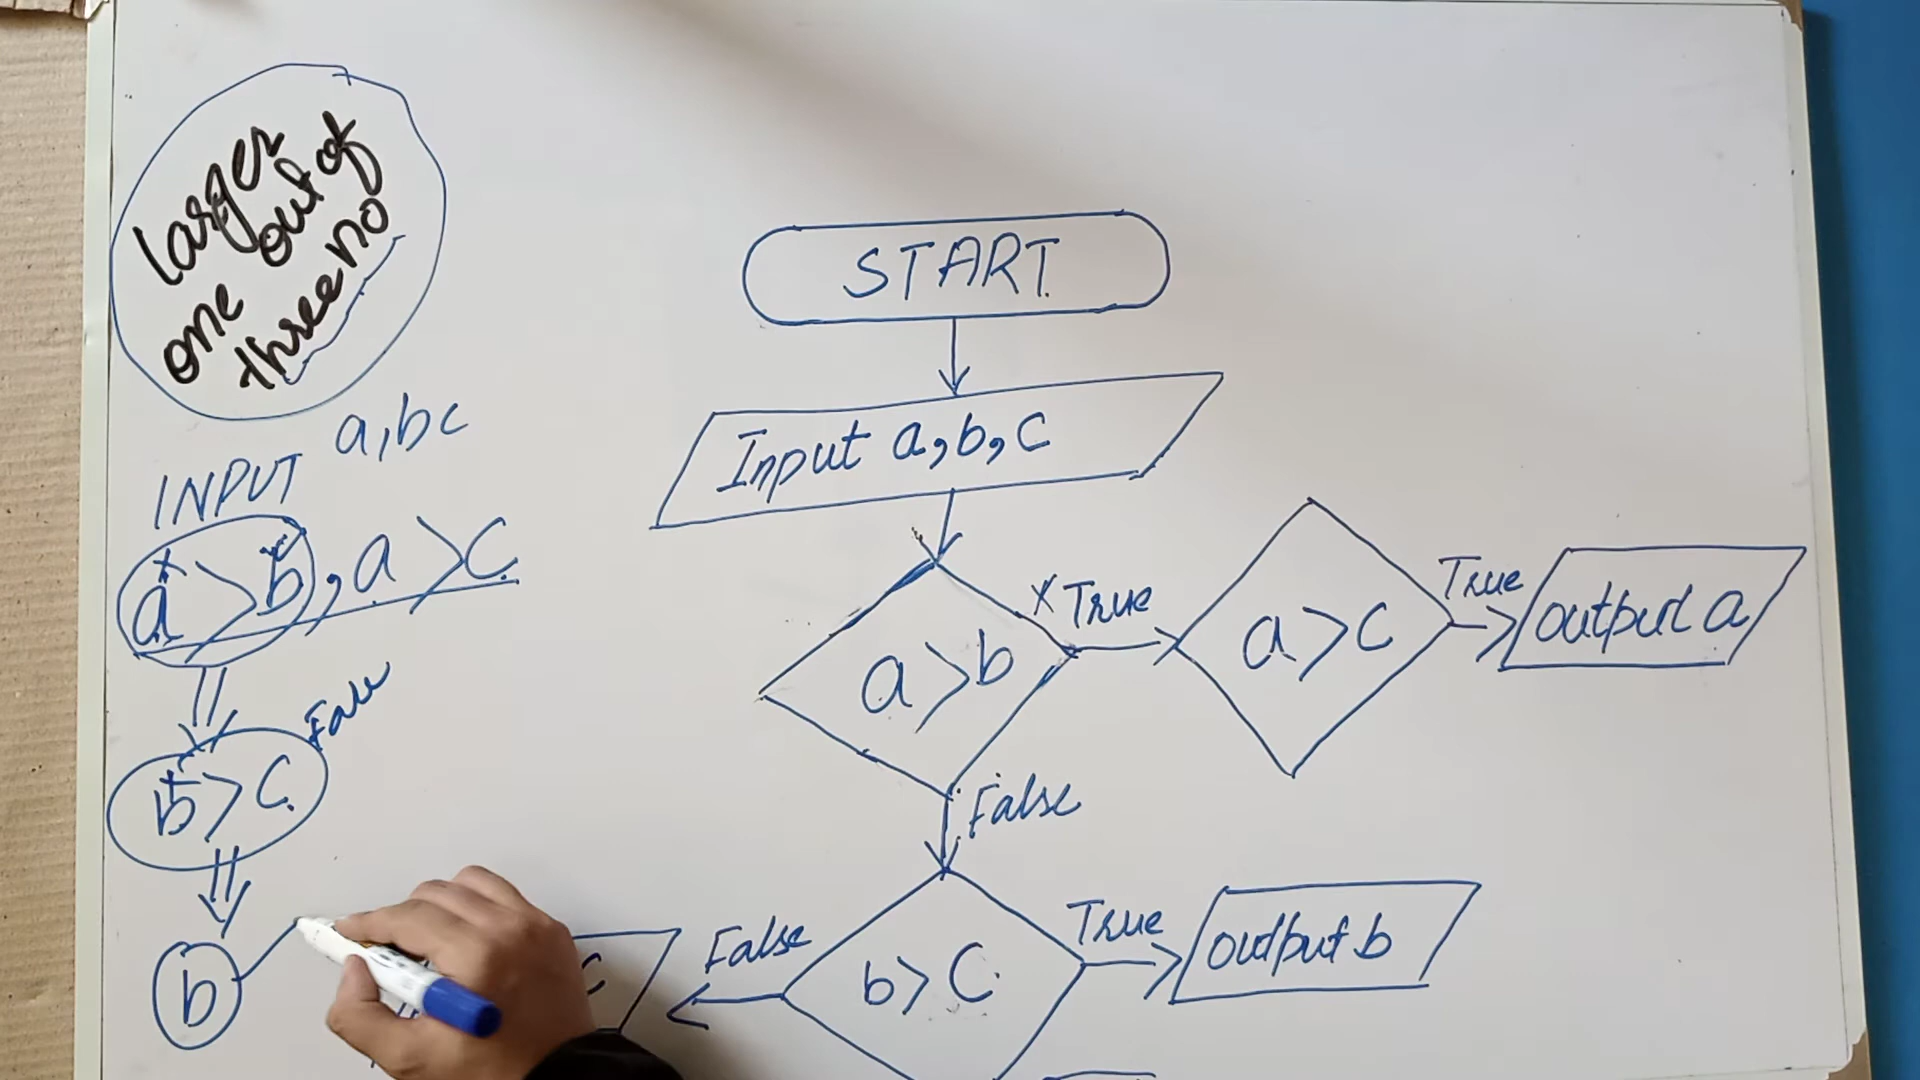 larger
one out of
three no
INPUT a,bc
a > b , a > c
False
b > c
b
START
Input a,b,c
a > b
True
a > c
True
output a
False
b > c
True
output b
False
c